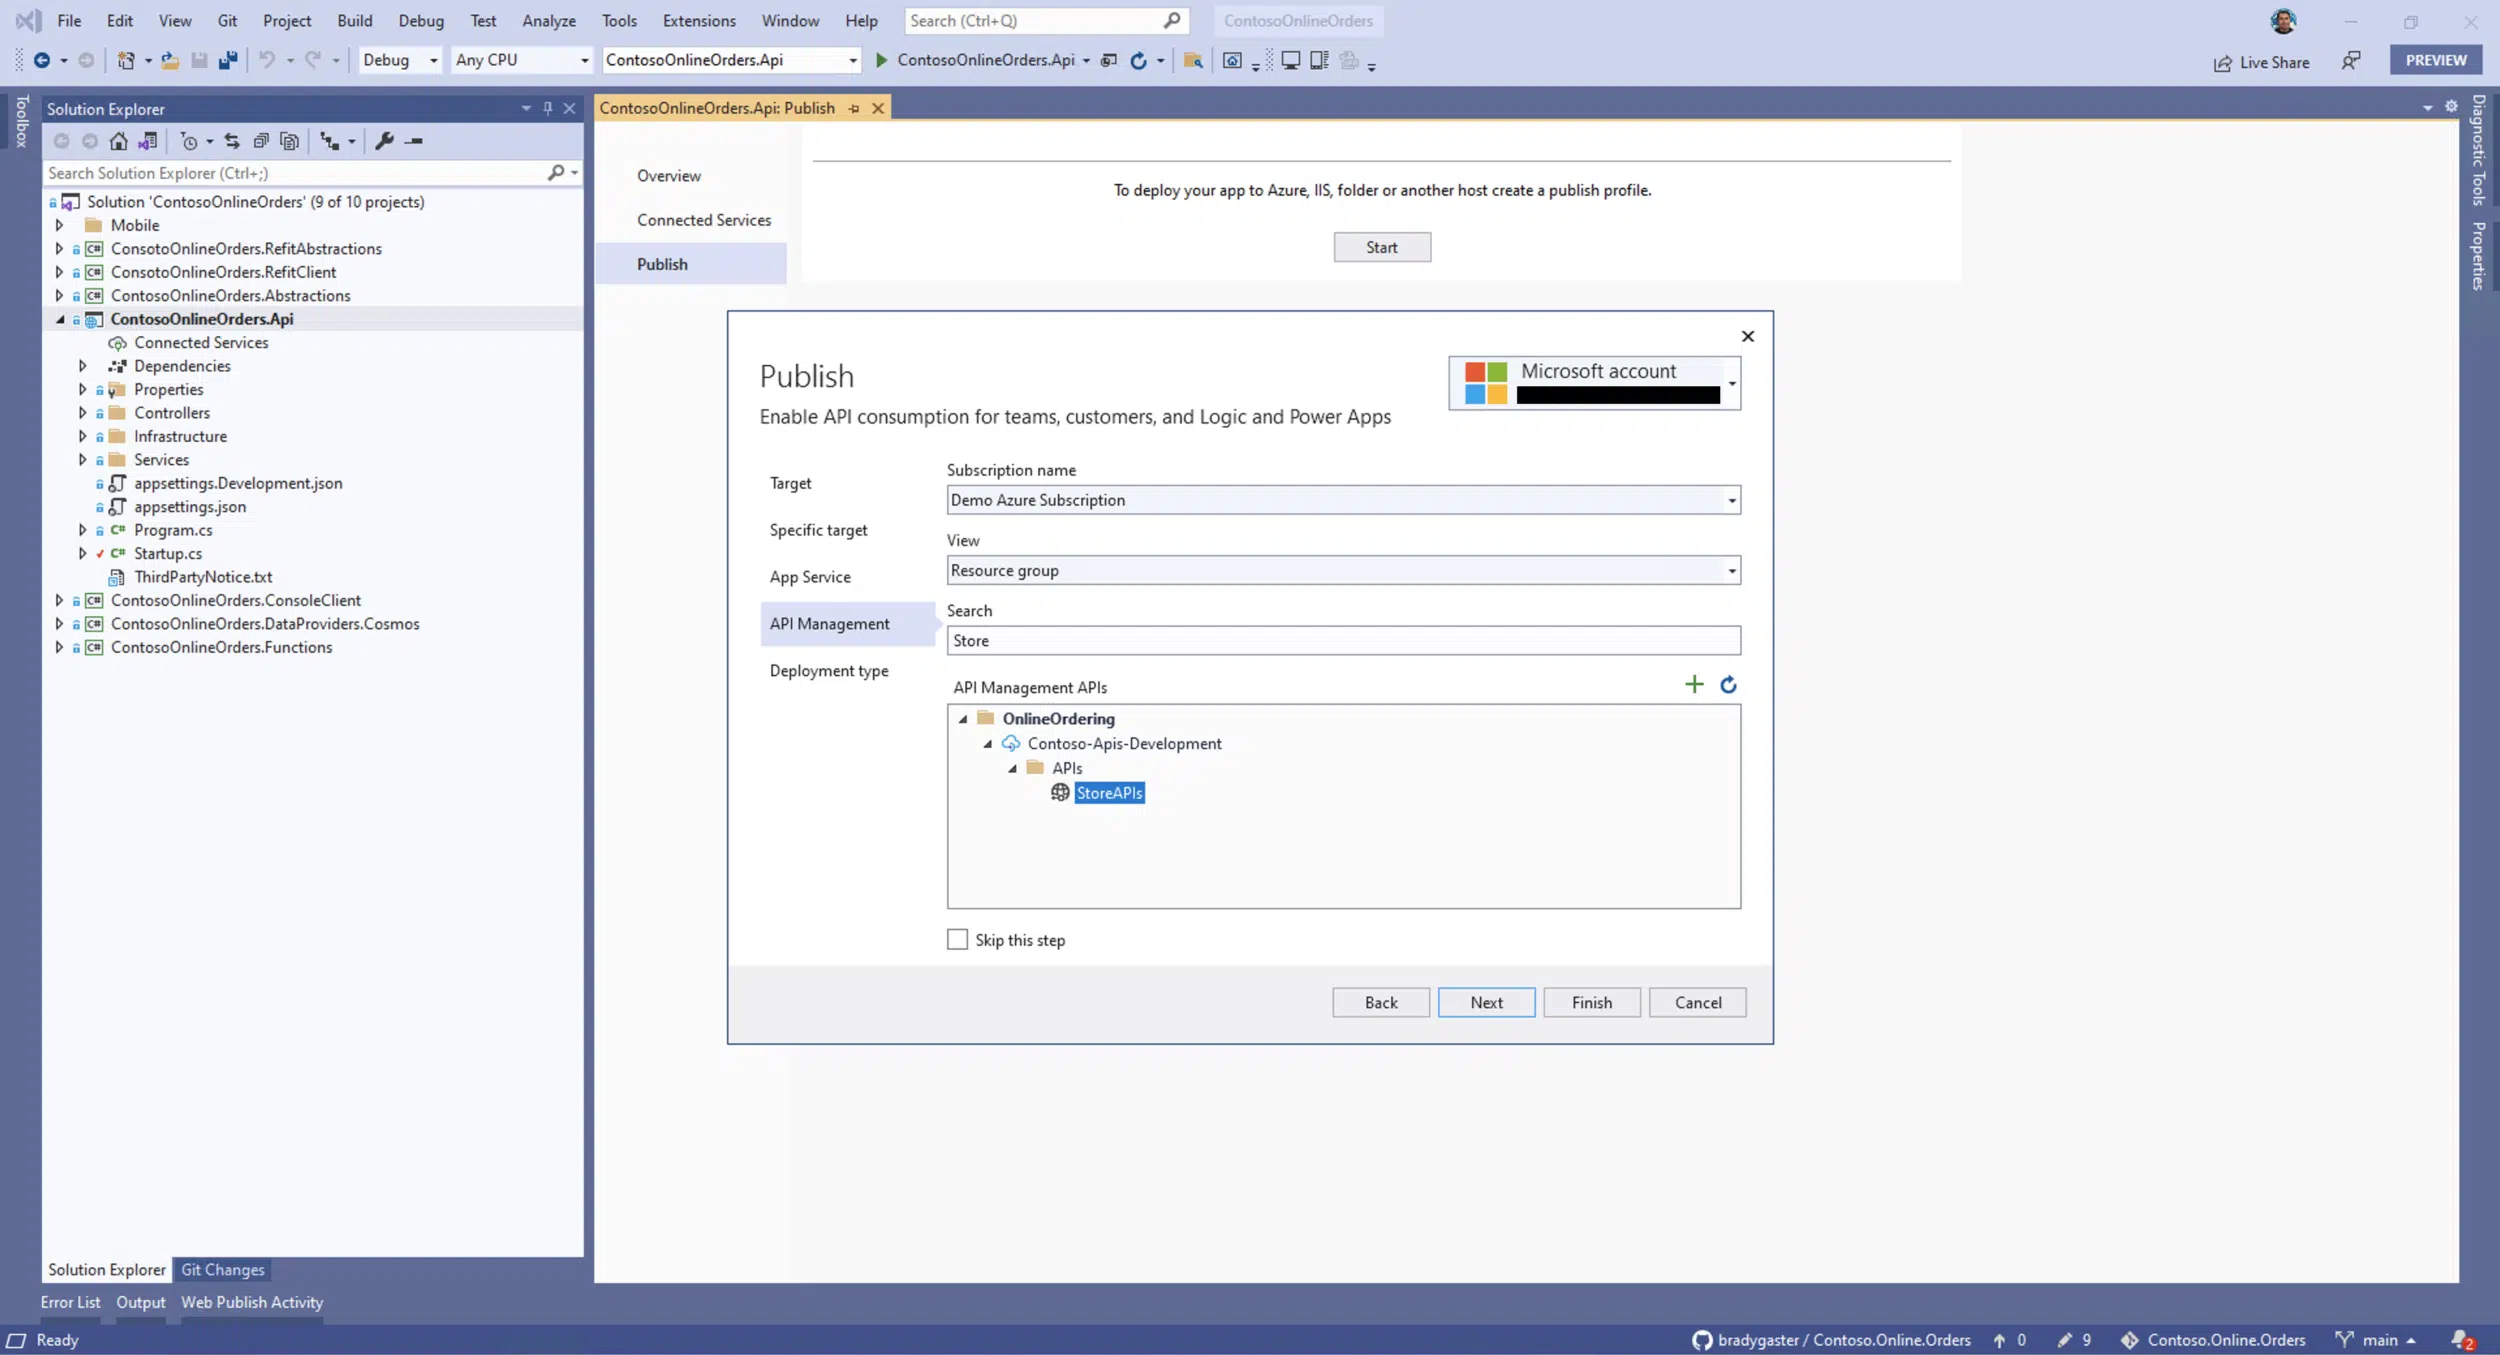 File Edit View Git Project Build Debug Test Analyze Tools Extensions Window Help Search (Ctrl+Q) ContosoOnlineOrders
Debug Any CPU ContosoOnlineOrders.Api ContosoOnlineOrders.Api Live Share PREVIEW
Toolbox
Solution Explorer
Search Solution Explorer (Ctrl+;)
Solution 'ContosoOnlineOrders' (9 of 10 projects)
Mobile
ConsotoOnlineOrders.RefitAbstractions
ConsotoOnlineOrders.RefitClient
ContosoOnlineOrders.Abstractions
ContosoOnlineOrders.Api
Connected Services
Dependencies
Properties
Controllers
Infrastructure
Services
appsettings.Development.json
appsettings.json
C# Program.cs
C# Startup.cs
ThirdPartyNotice.txt
ContosoOnlineOrders.ConsoleClient
ContosoOnlineOrders.DataProviders.Cosmos
ContosoOnlineOrders.Functions
Solution Explorer Git Changes
ContosoOnlineOrders.Api: Publish
Overview
Connected Services
Publish
To deploy your app to Azure, IIS, folder or another host create a publish profile.
Start
Publish
Microsoft account
Enable API consumption for teams, customers, and Logic and Power Apps
Target
Specific target
App Service
API Management
Deployment type
Subscription name
Demo Azure Subscription
View
Resource group
Search
Store
API Management APIs
OnlineOrdering
Contoso-Apis-Development
APIs
StoreAPIs
Skip this step
Back Next Finish Cancel
Diagnostic Tools
Properties
Error List Output Web Publish Activity
Ready bradygaster / Contoso.Online.Orders 0 9 Contoso.Online.Orders main 2